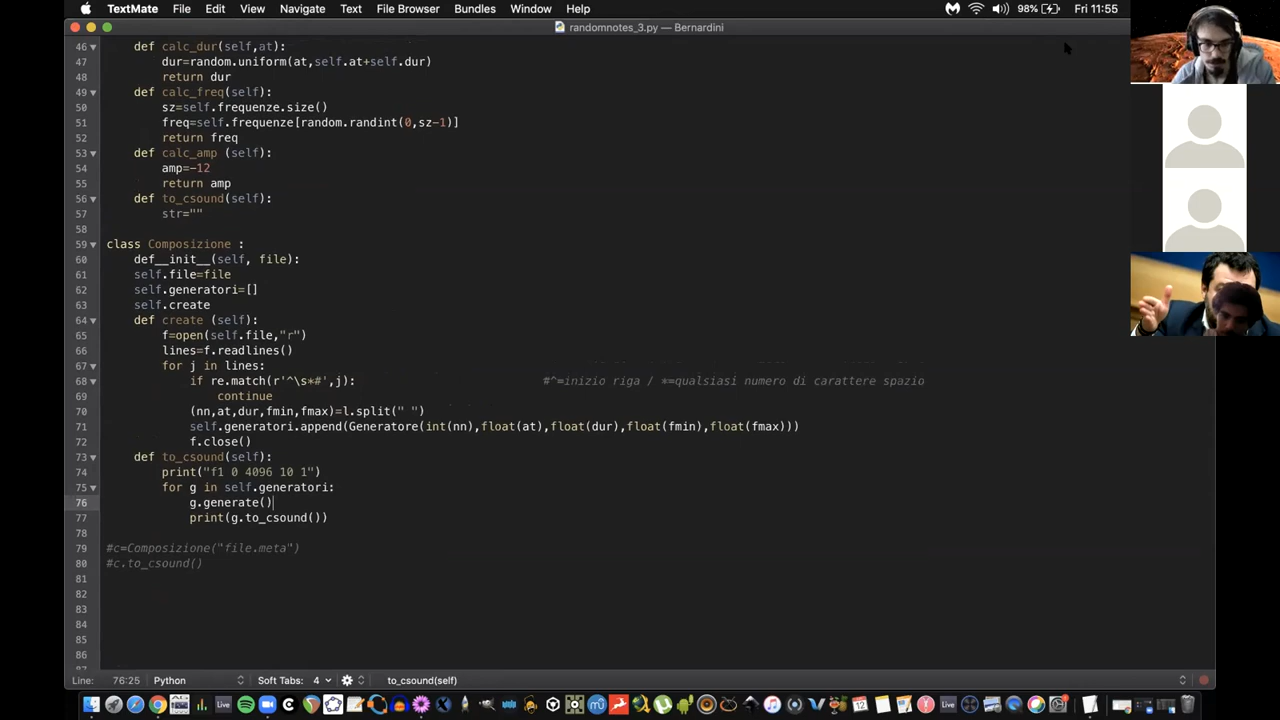 TextMate File Edit View Navigate Text File Browser Bundles Window Help 98% Fri 11:55
randomnotes_3.py — Bernardini
46 def calc_dur(self,at):
47 dur=random.uniform(at,self.at+self.dur)
48 return dur
49 def calc_freq(self):
50 sz=self.frequenze.size()
51 freq=self.frequenze[random.randint(0,sz-1)]
52 return freq
53 def calc_amp (self):
54 amp=-12
55 return amp
56 def to_csound(self):
57 str=""
58
59 class Composizione :
60 def__init__(self, file):
61 self.file=file
62 self.generatori=[]
63 self.create
64 def create (self):
65 f=open(self.file,"r")
66 lines=f.readlines()
67 for j in lines:
68 if re.match(r'^\s*#',j): #^=inizio riga / *=qualsiasi numero di carattere spazio
69 continue
70 (nn,at,dur,fmin,fmax)=l.split(" ")
71 self.generatori.append(Generatore(int(nn),float(at),float(dur),float(fmin),float(fmax)))
72 f.close()
73 def to_csound(self):
74 print("f1 0 4096 10 1")
75 for g in self.generatori:
76 g.generate()
77 print(g.to_csound())
78
79 #c=Composizione("file.meta")
80 #c.to_csound()
81
82
83
84
85
86
87
Line: 76:25 Python Soft Tabs: 4 to_csound(self)
Live Live